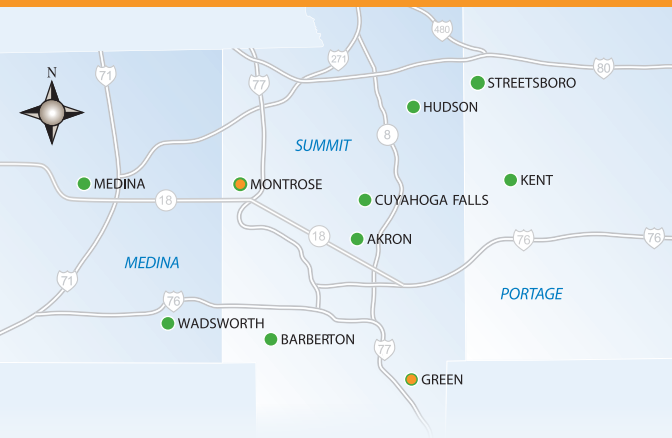 480
71
271
80
N
77
STREETSBORO
HUDSON
8
SUMMIT
KENT
MEDINA
MONTROSE
18
CUYAHOGA FALLS
18
AKRON
76
76
MEDINA
71
PORTAGE
76
WADSWORTH
BARBERTON
77
GREEN